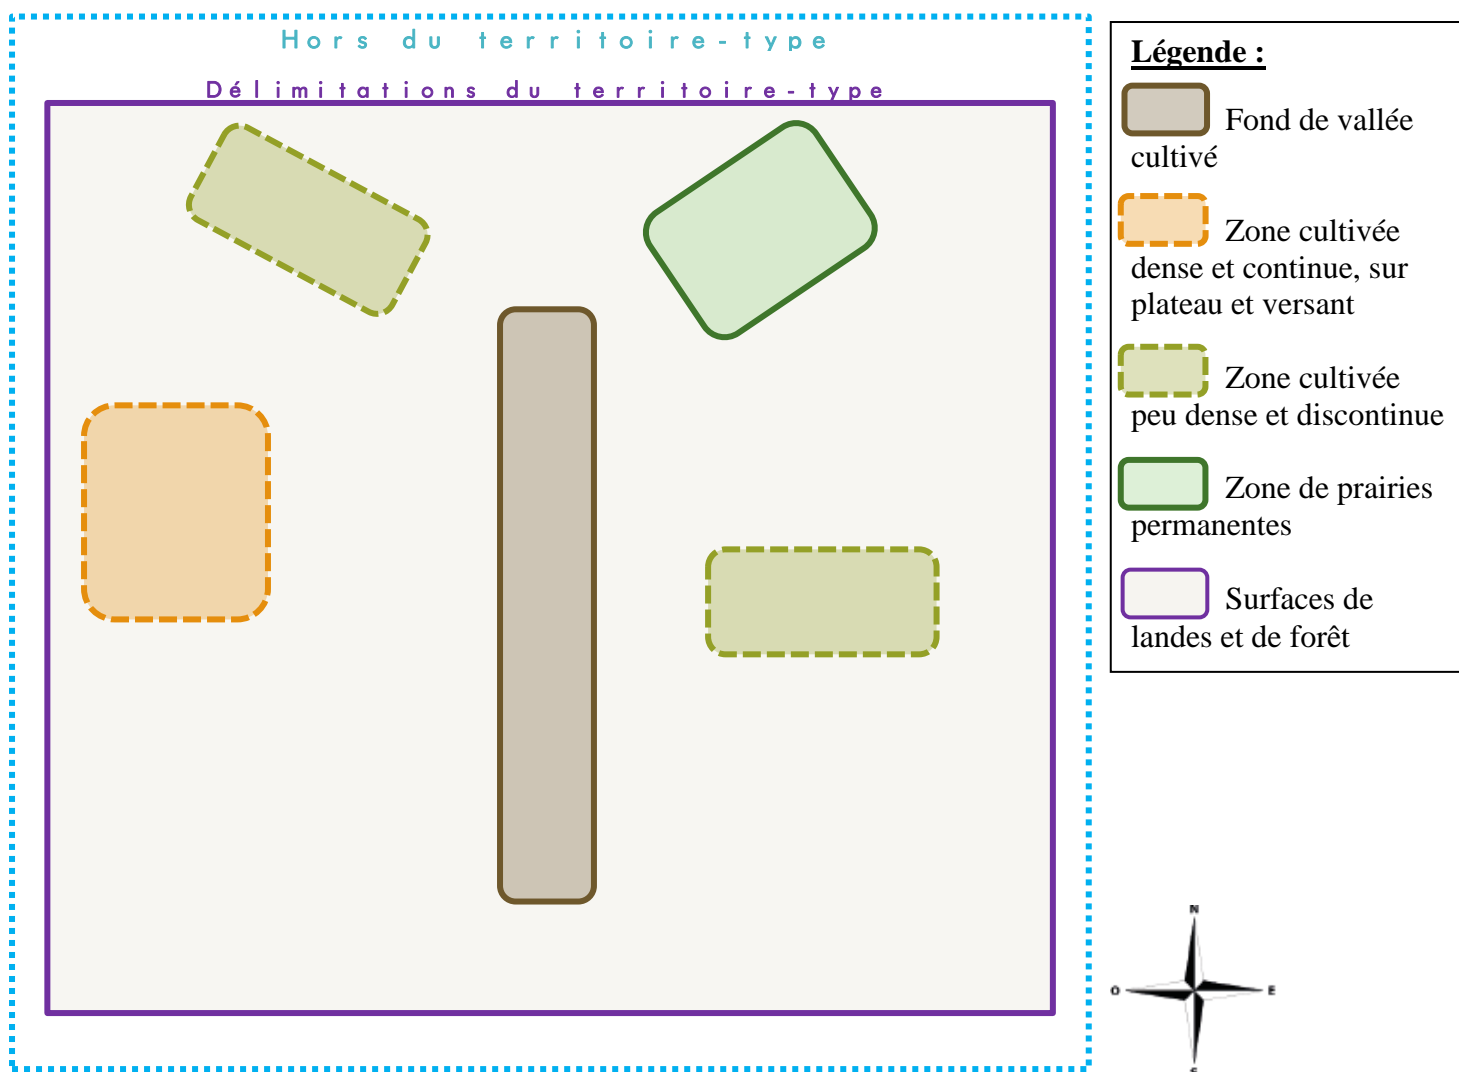 Hors du territoire-type
Délimitations du territoire-type
Légende :
Fond de vallée
cultivé
Zone cultivée
dense et continue, sur
plateau et versant
Zone cultivée
peu dense et discontinue
Zone de prairies
permanentes
Surfaces de
landes et de forêt
N
O
E
S